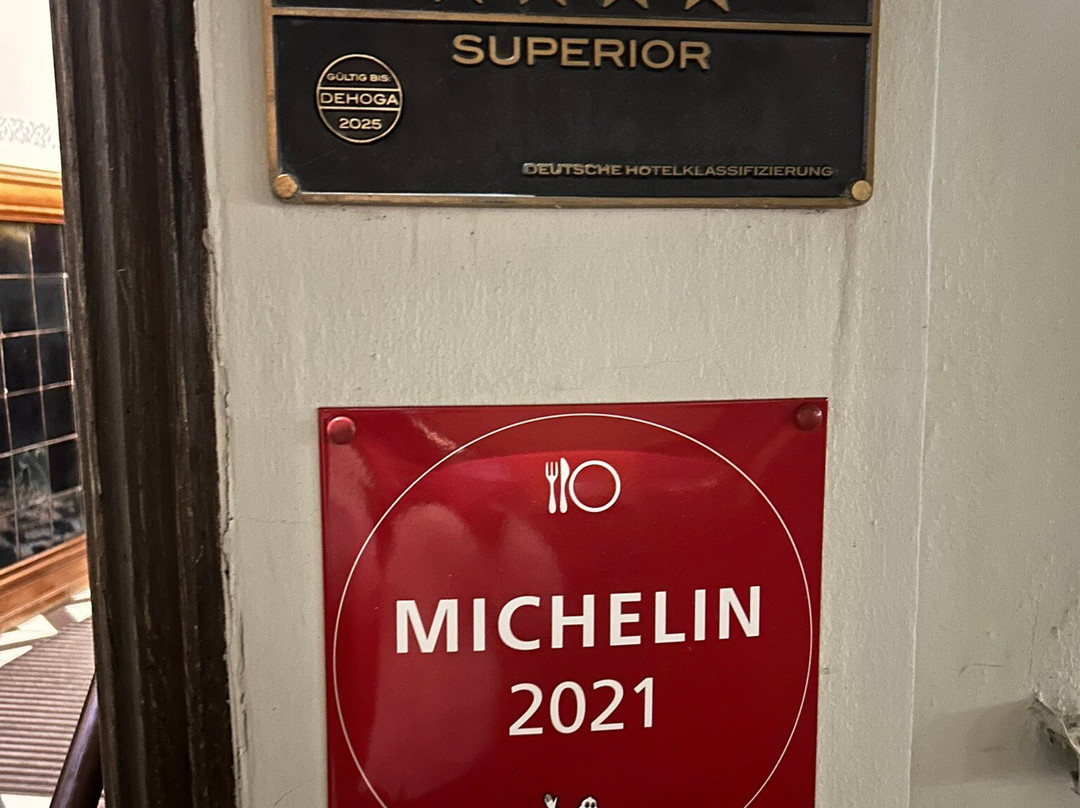 SUPERIOR
GÜLTIG BIS:
DEHOGA
2025
DEUTSCHE HOTELKLASSIFIZIERUNG
MICHELIN
2021